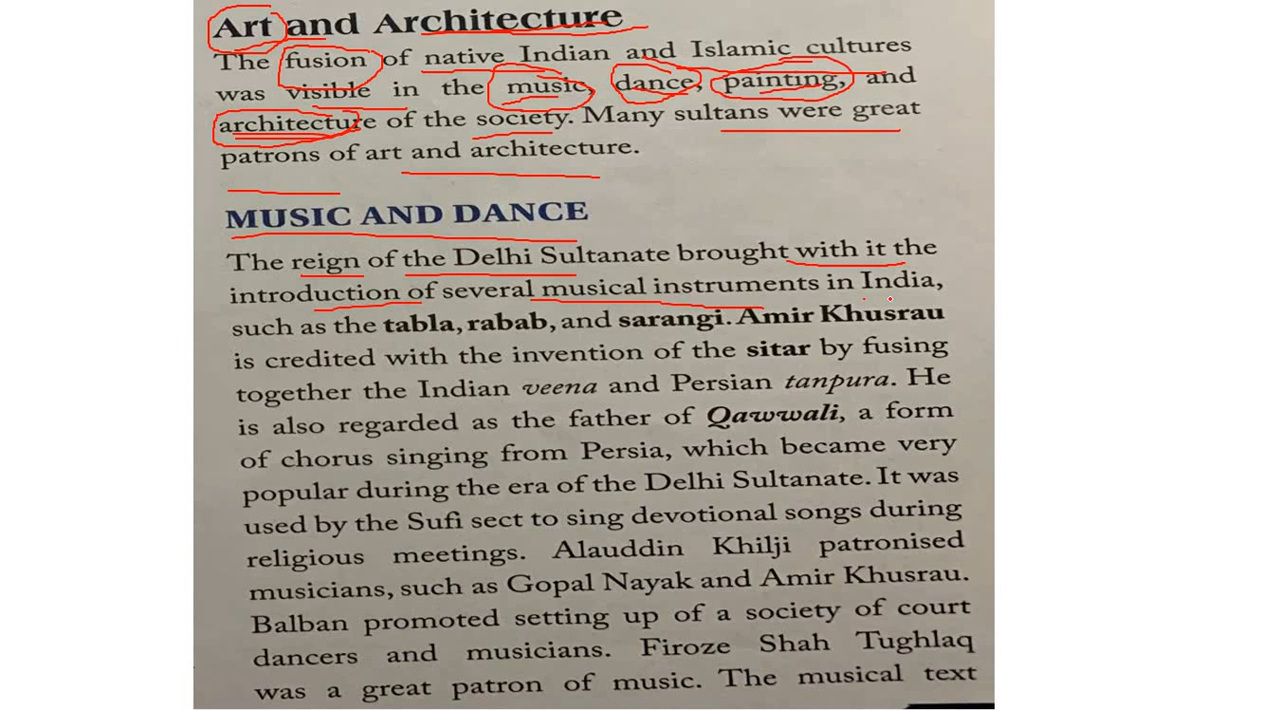 Art and Architecture
The fusion of native Indian and Islamic cultures
was visible in the music, dance, painting, and
architecture of the society. Many sultans were great
patrons of art and architecture.
MUSIC AND DANCE
The reign of the Delhi Sultanate brought with it the
introduction of several musical instruments in India,
such as the tabla, rabab, and sarangi. Amir Khusrau
is credited with the invention of the sitar by fusing
together the Indian veena and Persian tanpura. He
is also regarded as the father of Qawwali, a form
of chorus singing from Persia, which became very
popular during the era of the Delhi Sultanate. It was
used by the Sufi sect to sing devotional songs during
religious meetings. Alauddin Khilji patronised
musicians, such as Gopal Nayak and Amir Khusrau.
Balban promoted setting up of a society of court
dancers and musicians. Firoze Shah Tughlaq
was a great patron of music. The musical text